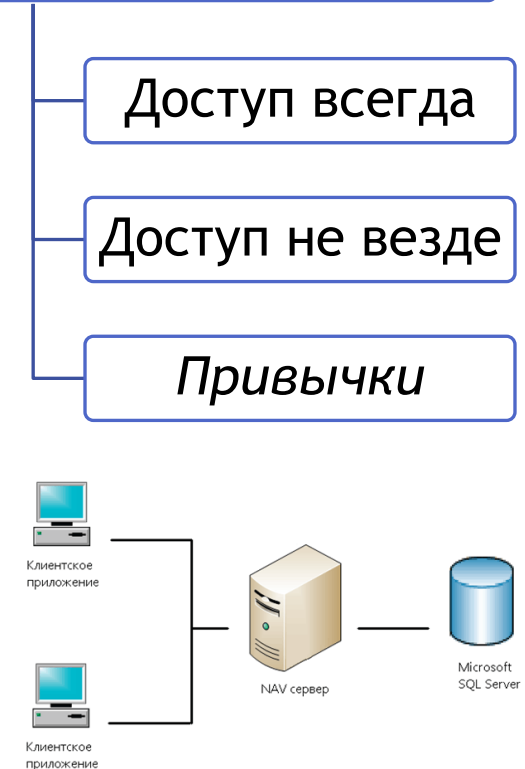 Доступ всегда
Доступ не везде
Привычки
Клиентское
приложение
NAV сервер
Microsoft
SQL Server
Клиентское
приложение